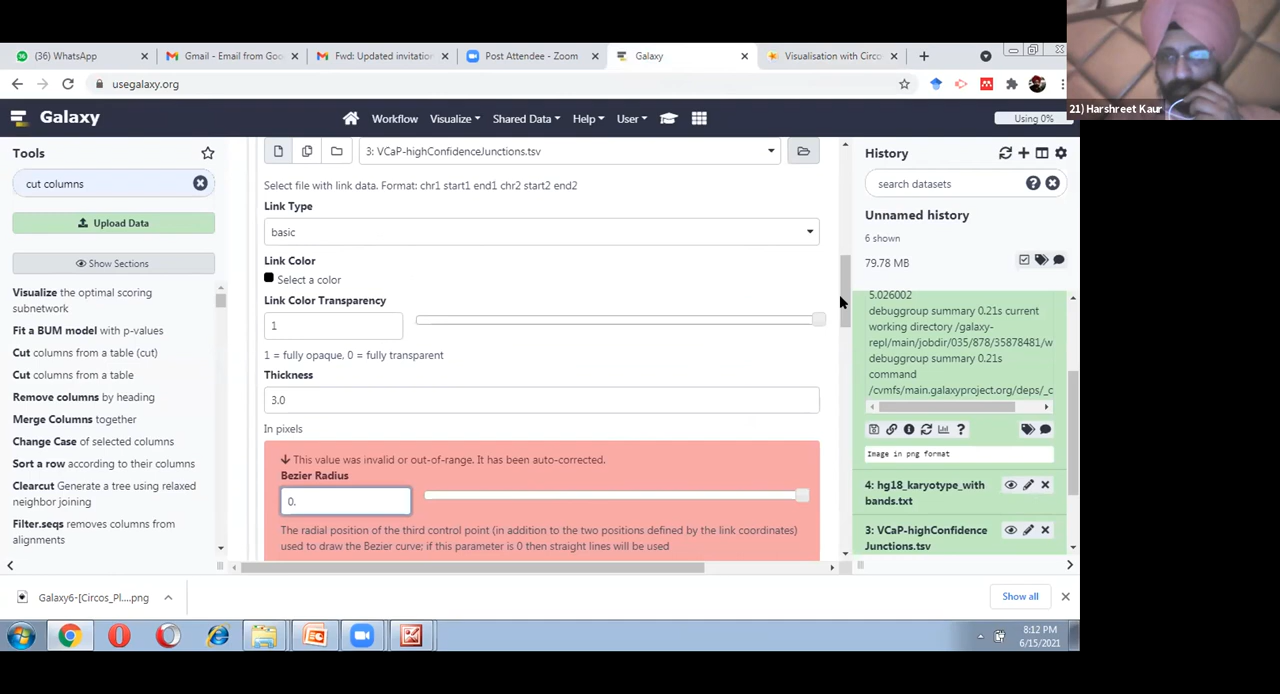 (36) WhatsApp
Gmail - Email from Goo
Fwd: Updated invitation
Post Attendee - Zoom
Galaxy
Visualisation with Circo
usegalaxy.org
21) Harshreet Kaur
Galaxy
Workflow
Visualize
Shared Data
Help
User
Using 0%
Tools
cut columns
Upload Data
Show Sections
Visualize the optimal scoring
subnetwork
Fit a BUM model with p-values
Cut columns from a table (cut)
Cut columns from a table
Remove columns by heading
Merge Columns together
Change Case of selected columns
Sort a row according to their columns
Clearcut Generate a tree using relaxed
neighbor joining
Filter.seqs removes columns from
alignments
3: VCaP-highConfidenceJunctions.tsv
Select file with link data. Format: chr1 start1 end1 chr2 start2 end2
Link Type
basic
Link Color
Select a color
Link Color Transparency
1
1 = fully opaque, 0 = fully transparent
Thickness
3.0
In pixels
This value was invalid or out-of-range. It has been auto-corrected.
Bezier Radius
0.
The radial position of the third control point (in addition to the two positions defined by the link coordinates)
used to draw the Bezier curve; if this parameter is 0 then straight lines will be used
History
search datasets
Unnamed history
6 shown
79.78 MB
5.026002
debuggroup summary 0.21s current
working directory /galaxy-
repl/main/jobdir/035/878/35878481/w
debuggroup summary 0.21s
command
/cvmfs/main.galaxyproject.org/deps/_c
Image in png format
4: hg18_karyotype_with
bands.txt
3: VCaP-highConfidence
Junctions.tsv
Galaxy6-[Circos_Pl....png
Show all
8:12 PM
6/15/2021